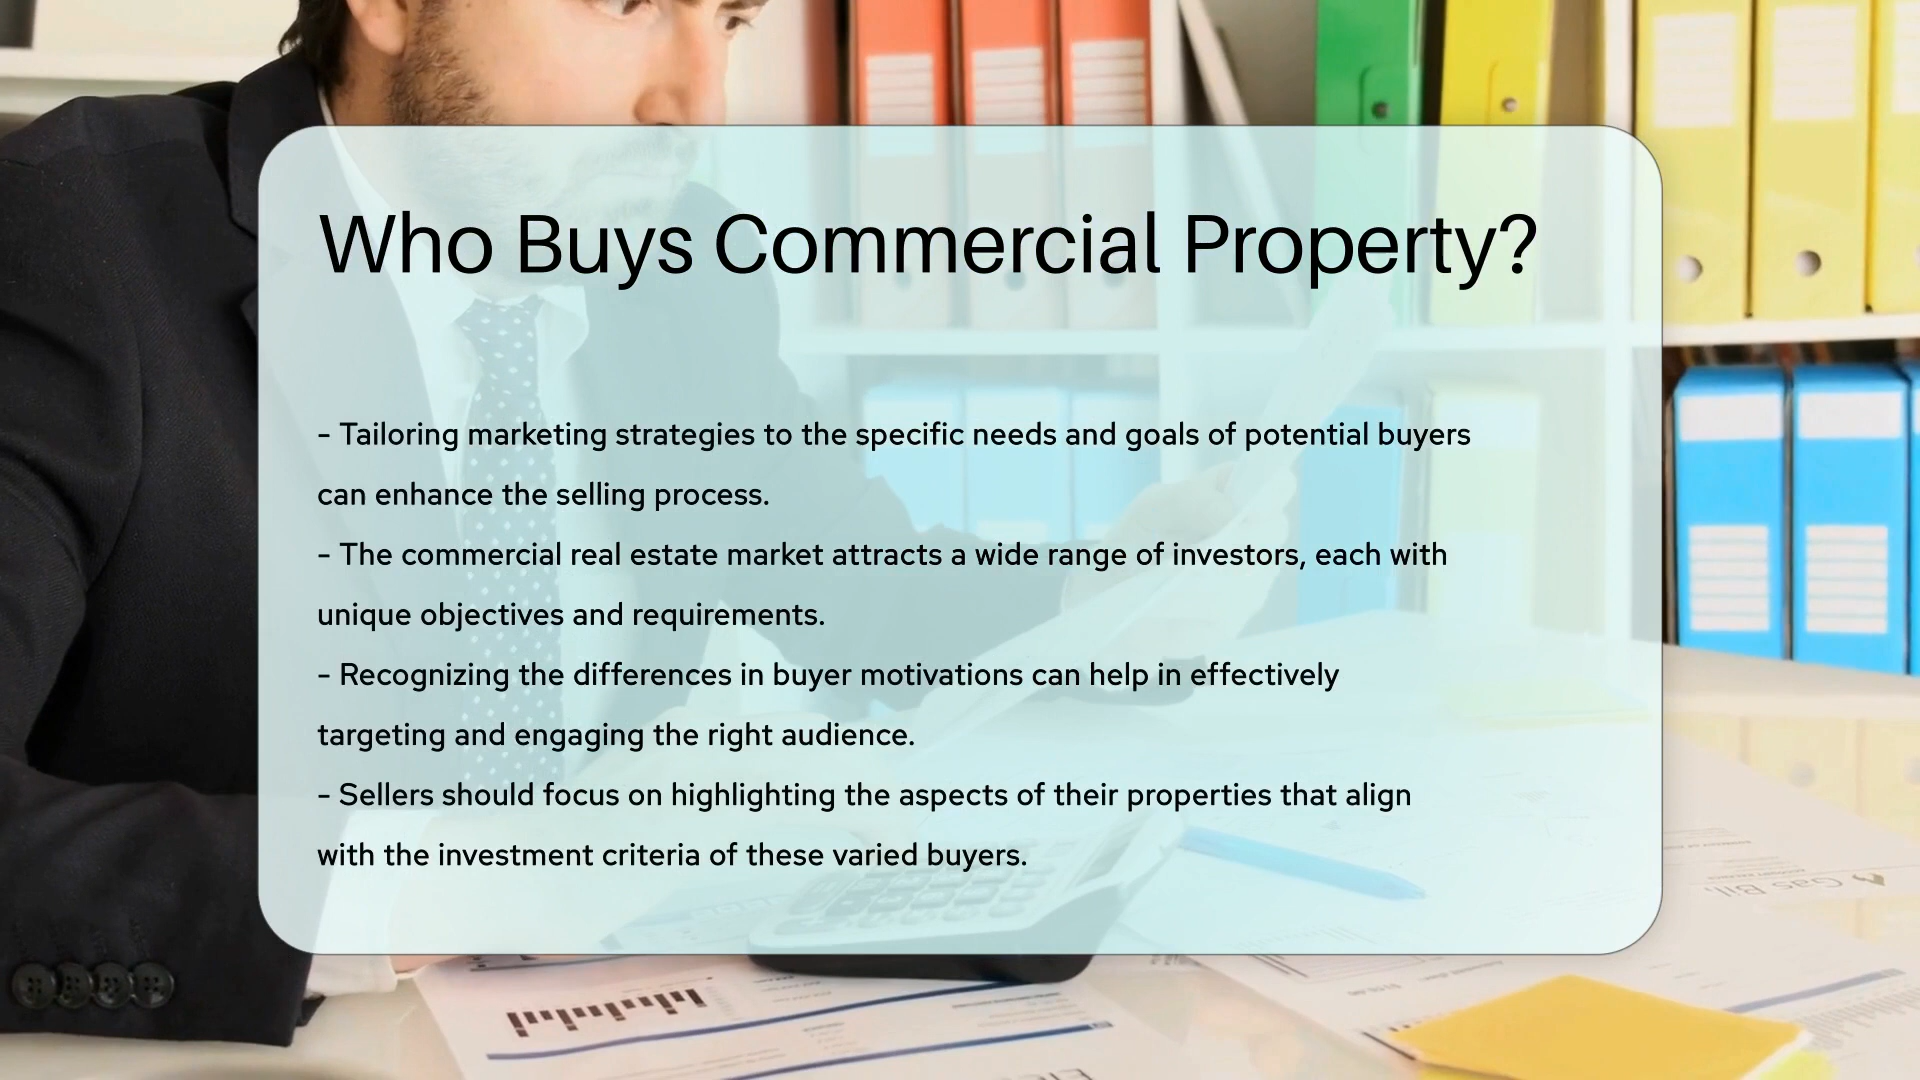 Who Buys Commercial Property?
– Tailoring marketing strategies to the specific needs and goals of potential buyers
can enhance the selling process.
– The commercial real estate market attracts a wide range of investors, each with
unique objectives and requirements.
– Recognizing the differences in buyer motivations can help in effectively
targeting and engaging the right audience.
– Sellers should focus on highlighting the aspects of their properties that align
with the investment criteria of these varied buyers.
Gas Bill